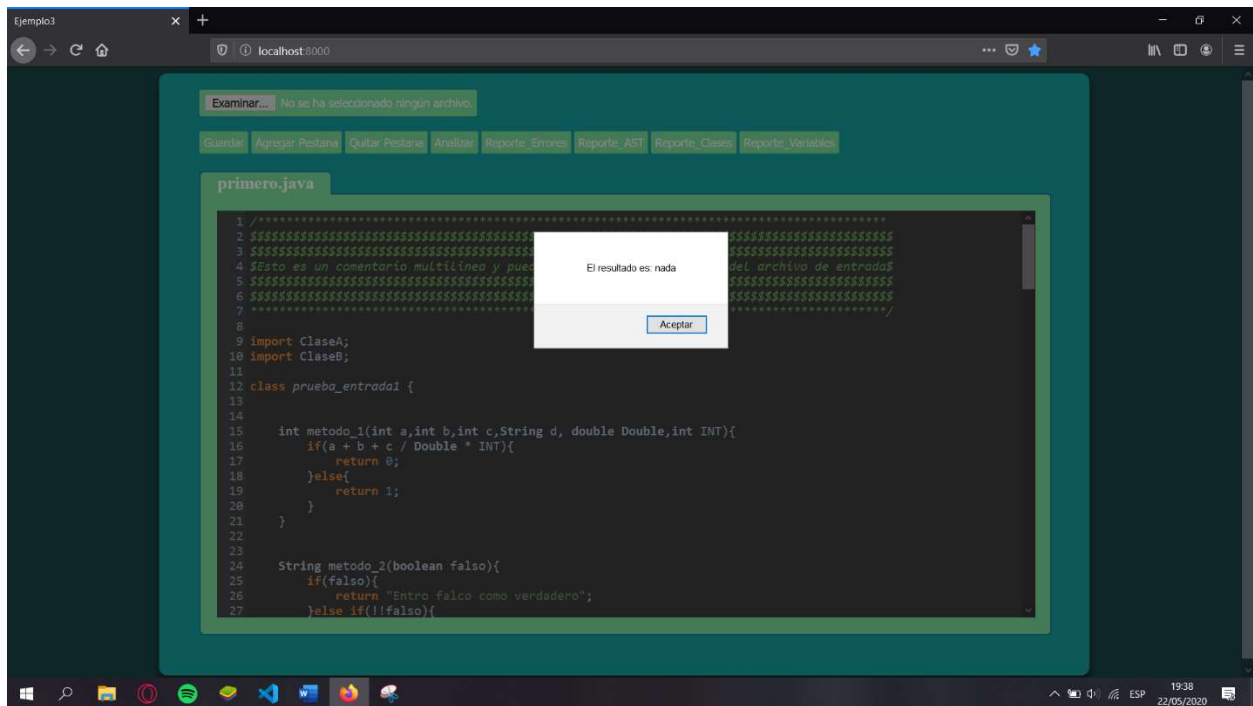 Ejemplo3
localhost:8000
Examinar... No se ha seleccionado ningún archivo.
Guardar Agregar Pestana Quitar Pestana Analizar Reporte_Errores Reporte_AST Reporte_Clases Reporte_Variables
primero.java
1 /****************************************************************************************
2 $$$$$$$$$$$$$$$$$$$$$$$$$$$$$$$$$$$$$$$$ $$$$$$$$$$$$$$$$$$$$$$$
3 $$$$$$$$$$$$$$$$$$$$$$$$$$$$$$$$$$$$$$$$ $$$$$$$$$$$$$$$$$$$$$$$
4 $Esto es un comentario multilinea y del archivo de entrada$
5 $$$$$$$$$$$$$$$$$$$$$$$$$$$$$$$$$$$$$$$$ $$$$$$$$$$$$$$$$$$$$$$$
6 $$$$$$$$$$$$$$$$$$$$$$$$$$$$$$$$$$$$$$$$ $$$$$$$$$$$$$$$$$$$$$$$
7 **************************************** **********************/
8
9 import ClaseA;
10 import ClaseB;
11
12 class prueba_entrada1 {
13
14
15 int metodo_1(int a,int b,int c,String d, double Double,int INT){
16 if(a + b + c / Double * INT){
17 return 0;
18 }else{
19 return 1;
20 }
21 }
22
23
24 String metodo_2(boolean falso){
25 if(falso){
26 return "Entro falco como verdadero";
27 }else if(!!falso){
El resultado es: nada
Aceptar
ESP
19:38
22/05/2020